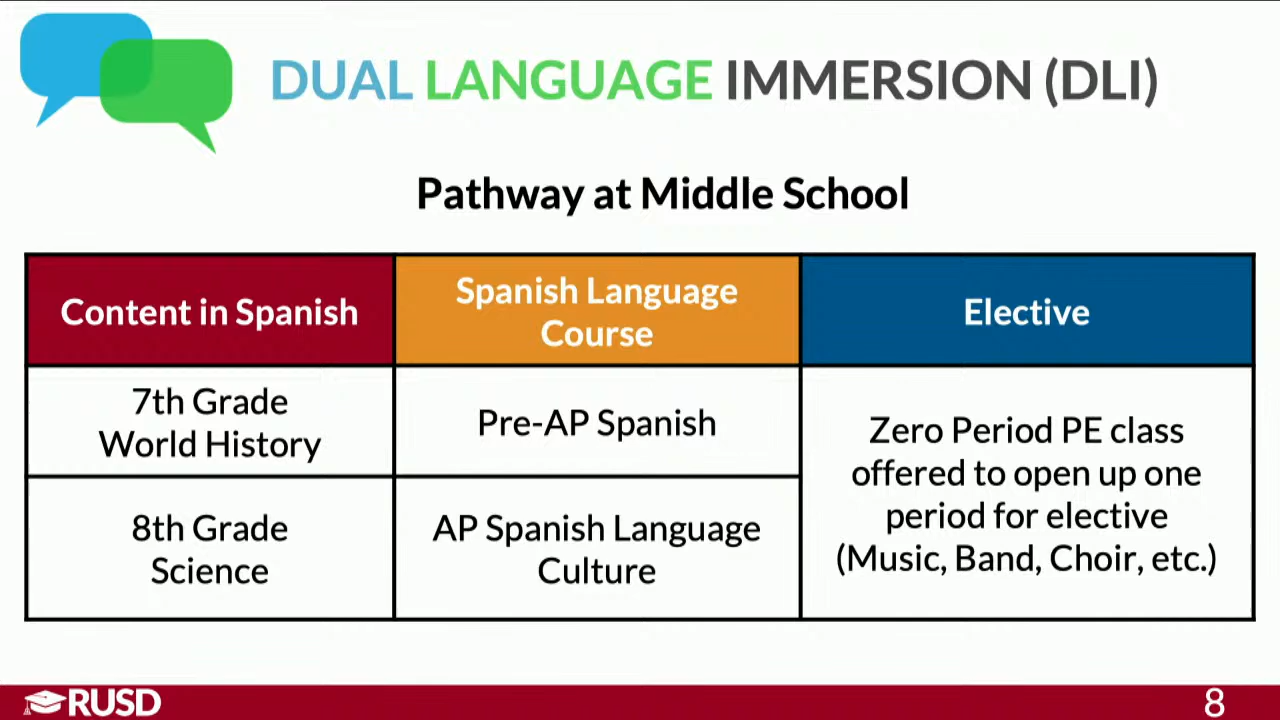 DUAL LANGUAGE IMMERSION (DLI)
Pathway at Middle School
Content in Spanish
Spanish Language
Course
Elective
7th Grade
World History
Pre-AP Spanish
Zero Period PE class
offered to open up one
period for elective
(Music, Band, Choir, etc.)
8th Grade
Science
AP Spanish Language
Culture
RUSD
8